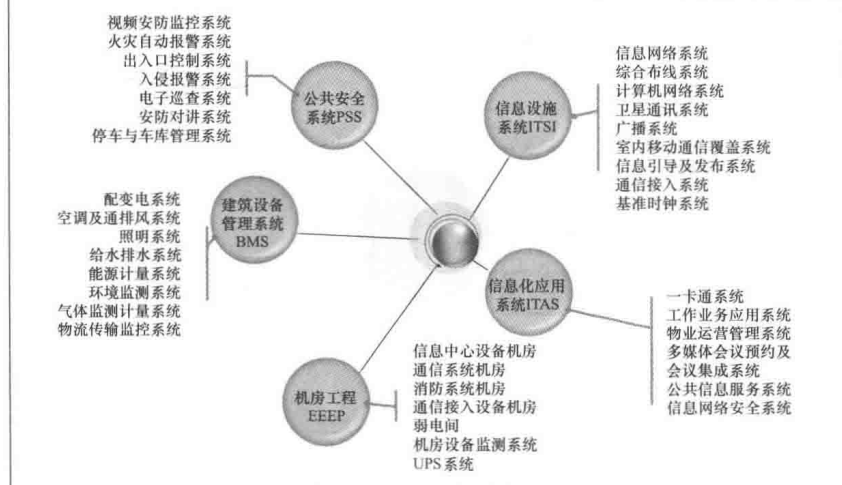 视频安防监控系统
火灾自动报警系统
出入口控制系统
入侵报警系统
电子巡查系统
安防对讲系统
停车与车库管理系统
公共安全
系统PSS
信息设施
系统ITSI
信息网络系统
综合布线系统
计算机网络系统
卫星通讯系统
广播系统
室内移动通信覆盖系统
信息引导及发布系统
通信接入系统
基准时钟系统
配变电系统
空调及通排风系统
照明系统
给水排水系统
能源计量系统
环境监测系统
气体监测计量系统
物流传输监控系统
建筑设备
管理系统
BMS
信息化应用
系统ITAS
一卡通系统
工作业务应用系统
物业运营管理系统
多媒体会议预约及
会议集成系统
公共信息服务系统
信息网络安全系统
机房工程
EEEP
信息中心设备机房
通信系统机房
消防系统机房
通信接入设备机房
弱电间
机房设备监测系统
UPS系统